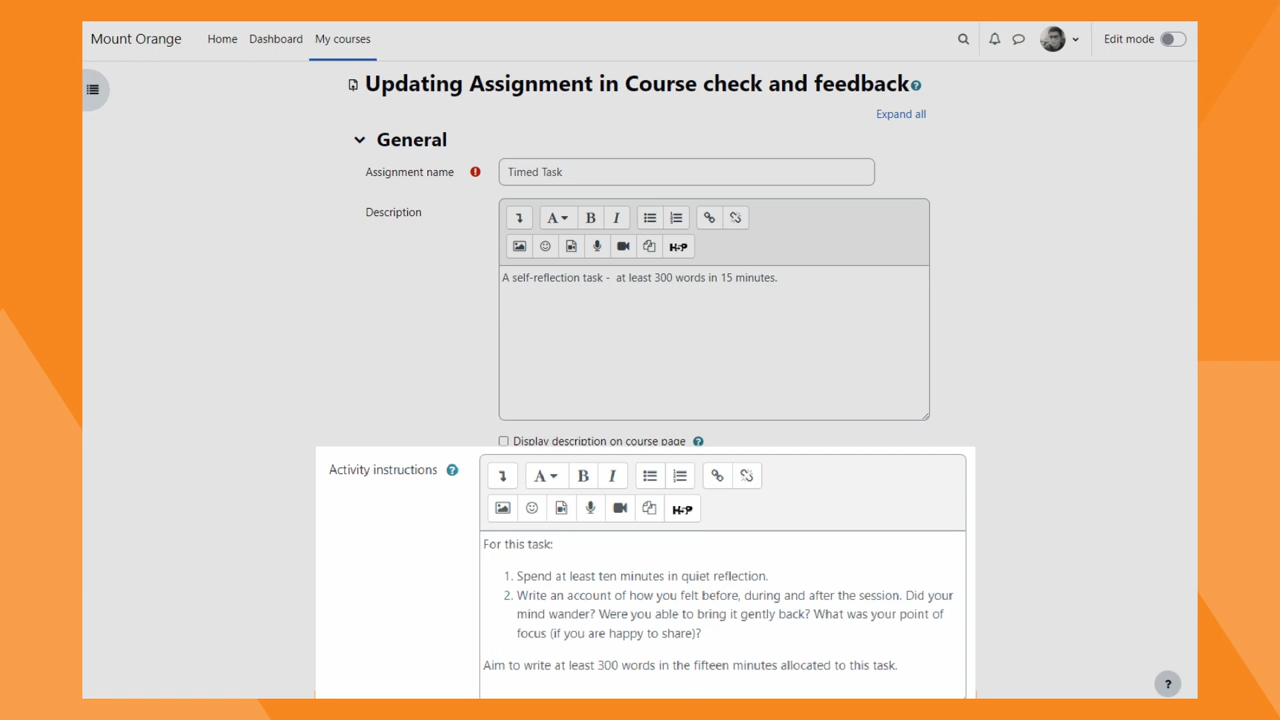 Mount Orange Home Dashboard My courses Edit mode
Updating Assignment in Course check and feedback
Expand all
General
Assignment name Timed Task
Description
A B I
H-P
A self-reflection task - at least 300 words in 15 minutes.
Display description on course page
Activity instructions
A B I
H-P
For this task:
1. Spend at least ten minutes in quiet reflection.
2. Write an account of how you felt before, during and after the session. Did your
mind wander? Were you able to bring it gently back? What was your point of
focus (if you are happy to share)?
Aim to write at least 300 words in the fifteen minutes allocated to this task.
?